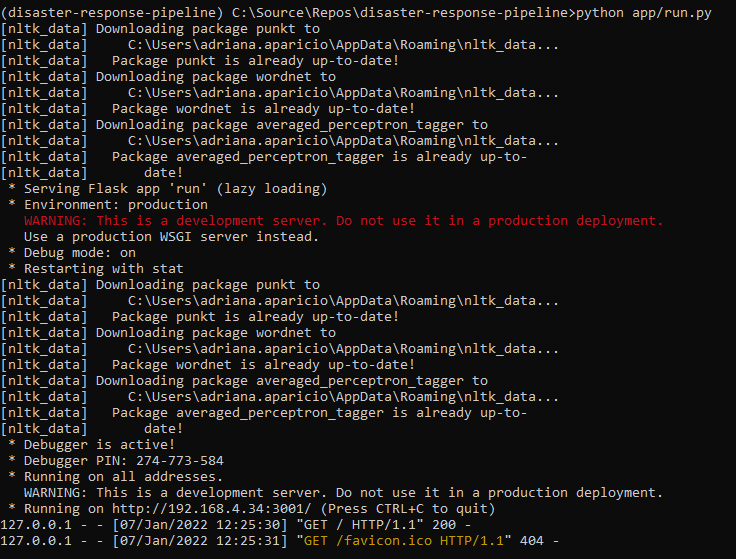 (disaster-response-pipeline) C:\Source\Repos\disaster-response-pipeline>python app/run.py
[nltk_data] Downloading package punkt to
[nltk_data]     C:\Users\adriana.aparicio\AppData\Roaming\nltk_data...
[nltk_data]   Package punkt is already up-to-date!
[nltk_data] Downloading package wordnet to
[nltk_data]     C:\Users\adriana.aparicio\AppData\Roaming\nltk_data...
[nltk_data]   Package wordnet is already up-to-date!
[nltk_data] Downloading package averaged_perceptron_tagger to
[nltk_data]     C:\Users\adriana.aparicio\AppData\Roaming\nltk_data...
[nltk_data]   Package averaged_perceptron_tagger is already up-to-
[nltk_data]       date!
 * Serving Flask app 'run' (lazy loading)
 * Environment: production
   WARNING: This is a development server. Do not use it in a production deployment.
   Use a production WSGI server instead.
 * Debug mode: on
 * Restarting with stat
[nltk_data] Downloading package punkt to
[nltk_data]     C:\Users\adriana.aparicio\AppData\Roaming\nltk_data...
[nltk_data]   Package punkt is already up-to-date!
[nltk_data] Downloading package wordnet to
[nltk_data]     C:\Users\adriana.aparicio\AppData\Roaming\nltk_data...
[nltk_data]   Package wordnet is already up-to-date!
[nltk_data] Downloading package averaged_perceptron_tagger to
[nltk_data]     C:\Users\adriana.aparicio\AppData\Roaming\nltk_data...
[nltk_data]   Package averaged_perceptron_tagger is already up-to-
[nltk_data]       date!
 * Debugger is active!
 * Debugger PIN: 274-773-584
 * Running on all addresses.
   WARNING: This is a development server. Do not use it in a production deployment.
 * Running on http://192.168.4.34:3001/ (Press CTRL+C to quit)
127.0.0.1 - - [07/Jan/2022 12:25:30] "GET / HTTP/1.1" 200 -
127.0.0.1 - - [07/Jan/2022 12:25:31] "GET /favicon.ico HTTP/1.1" 404 -